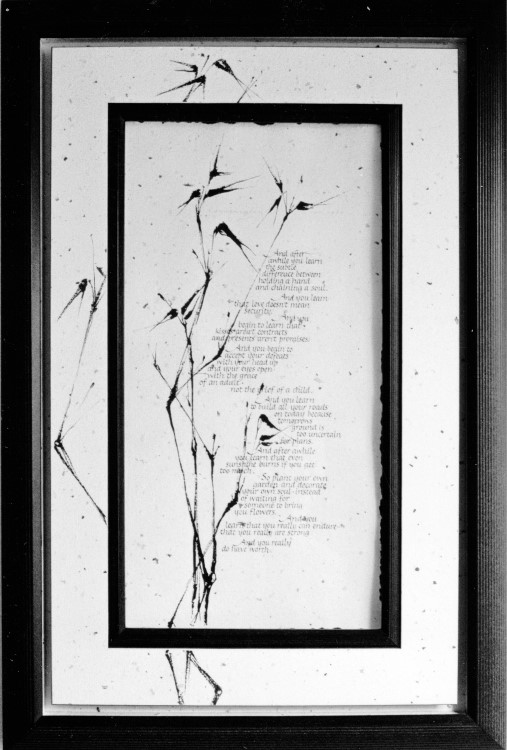 And after
awhile you learn
the subtle
difference between
holding a hand
and chaining a soul.
And you learn
that love doesn't mean
security.
And you
begin to learn that
kisses aren't contracts
and presents aren't promises.
And you begin to
accept your defeats
with your head up
and your eyes open
with the grace
of an adult
not the grief of a child.
And you learn
to build all your roads
on today because
tomorrow's
ground is
too uncertain
for plans.
And after awhile
you learn that even
sunshine burns if you get
too much.
So plant your own
garden and decorate
your own soul-instead
of waiting for
someone to bring
you flowers.
And you
learn that you really can endure
that you really are strong
And you really
do have worth.